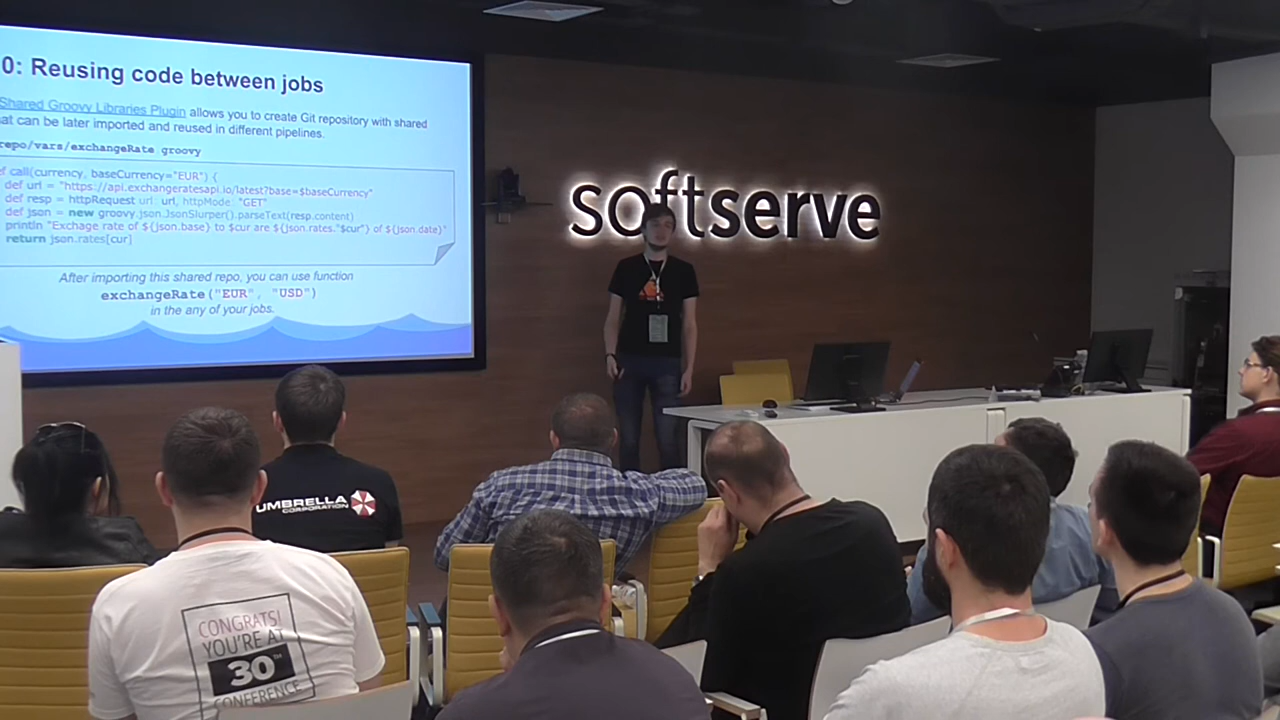 0: Reusing code between jobs
Shared Groovy Libraries Plugin allows you to create Git repository with shared
hat can be later imported and reused in different pipelines.
repo/vars/exchangeRate groovy
ef call(currency, baseCurrency="EUR") {
def url = "https://api.exchangeratesapi.io/latest?base=$baseCurrency"
def resp = httpRequest url: url, httpMode: "GET"
def json = new groovy.json.JsonSlurper().parseText(resp.content)
println "Exchage rate of ${json.base} to $cur are ${json.rates."$cur"} of ${json.date}"
return json.rates[cur]
After importing this shared repo, you can use function
exchangeRate("EUR", "USD")
in the any of your jobs.
softserve
UMBRELLA
CORPORATION
CONGRATS!
YOU'RE AT
30TH
CONFERENCE